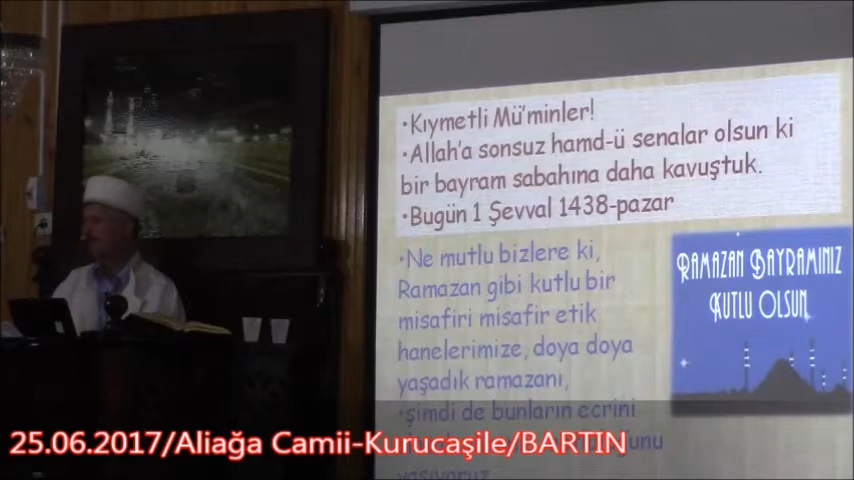 •Kıymetli Mü'minler!
•Allah'a sonsuz hamd-ü senalar olsun ki
bir bayram sabahına daha kavuştuk.
•Bugün 1 Şevval 1438-pazar
•Ne mutlu bizlere ki,
Ramazan gibi kutlu bir
misafiri misafir etik
hanelerimize, doya doya
yaşadık ramazanı,
•şimdi de bunların ecrini
yaşıyoruz
RAMAZAN BAYRAMINIZ
KUTLU OLSUN
25.06.2017/Aliağa Camii-Kurucaşile/BARTIN